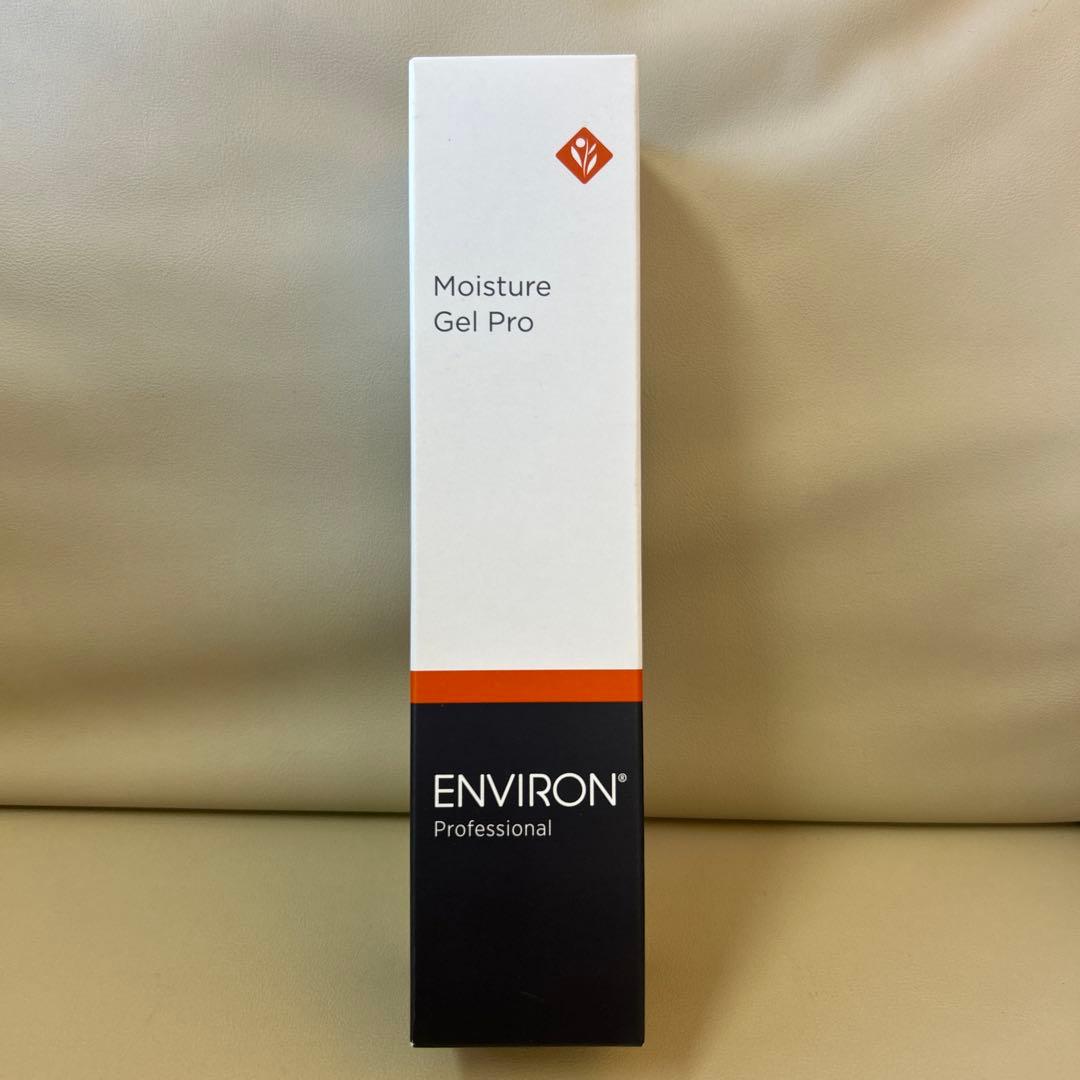 Moisture
Gel Pro
ENVIRON®
Professional